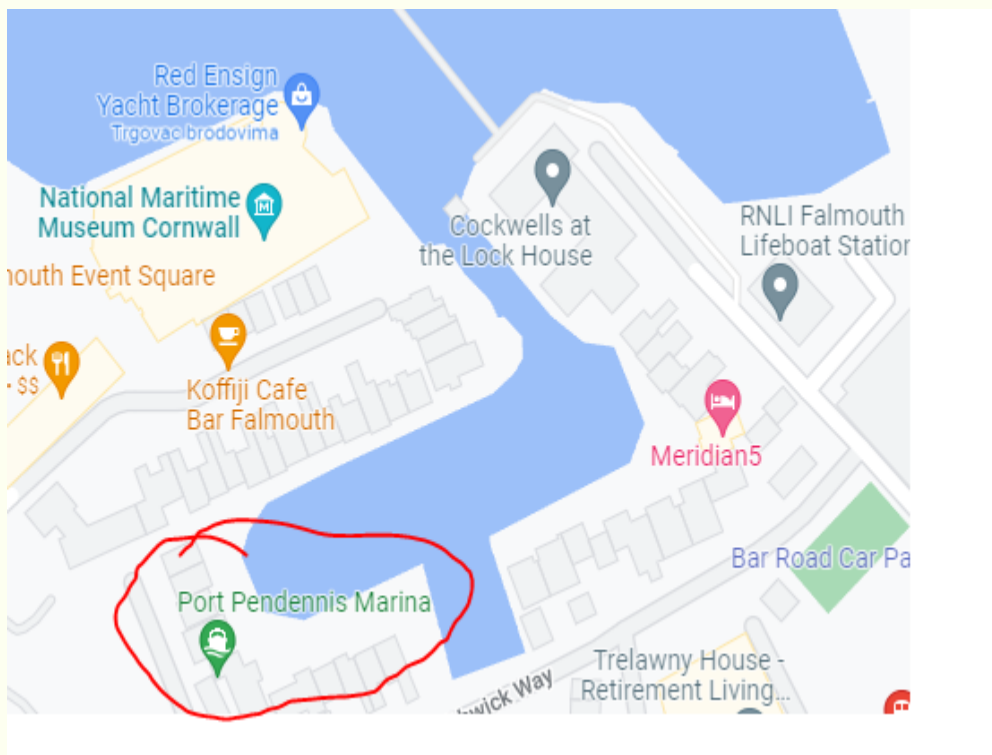 Red Ensign
Yacht Brokerage
Trgovac brodovima
National Maritime
Museum Cornwall
Cockwells at
the Lock House
RNLI Falmouth
Lifeboat Station
mouth Event Square
ack
- $$
Koffiji Cafe
Bar Falmouth
Meridian5
Bar Road Car Pa
Port Pendennis Marina
wick Way
Trelawny House -
Retirement Living...